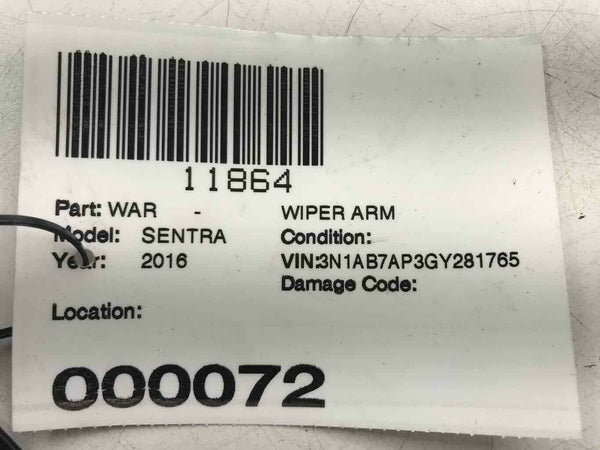 11864
Part: WAR - WIPER ARM
Model: SENTRA Condition:
Year: 2016 VIN:3N1AB7AP3GY281765
Damage Code:
Location:
000072